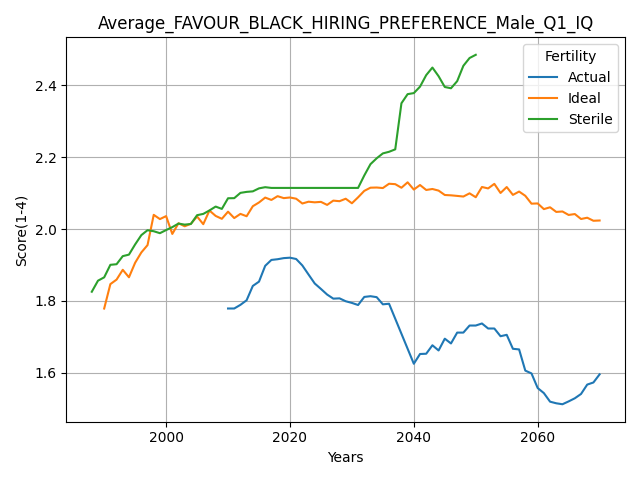 Average_FAVOUR_BLACK_HIRING_PREFERENCE_Male_Q1_IQ
Fertility
Actual
Ideal
Sterile
Score(1-4)
2.4
2.2
2.0
1.8
1.6
2000
2020
2040
2060
Years